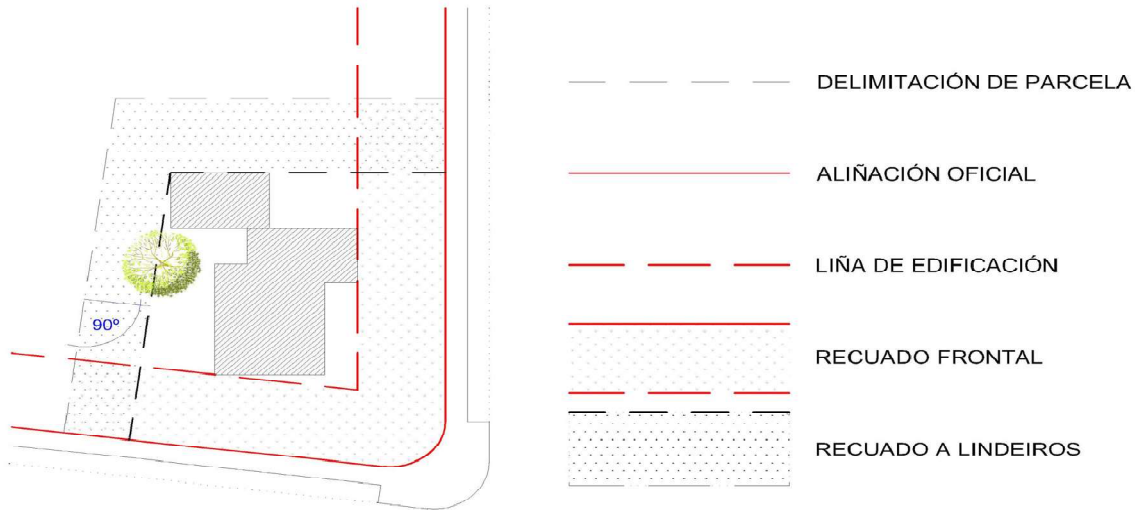 DELIMITACIÓN DE PARCELA
ALIÑACIÓN OFICIAL
LIÑA DE EDIFICACIÓN
90º
RECUADO FRONTAL
RECUADO A LINDEIROS